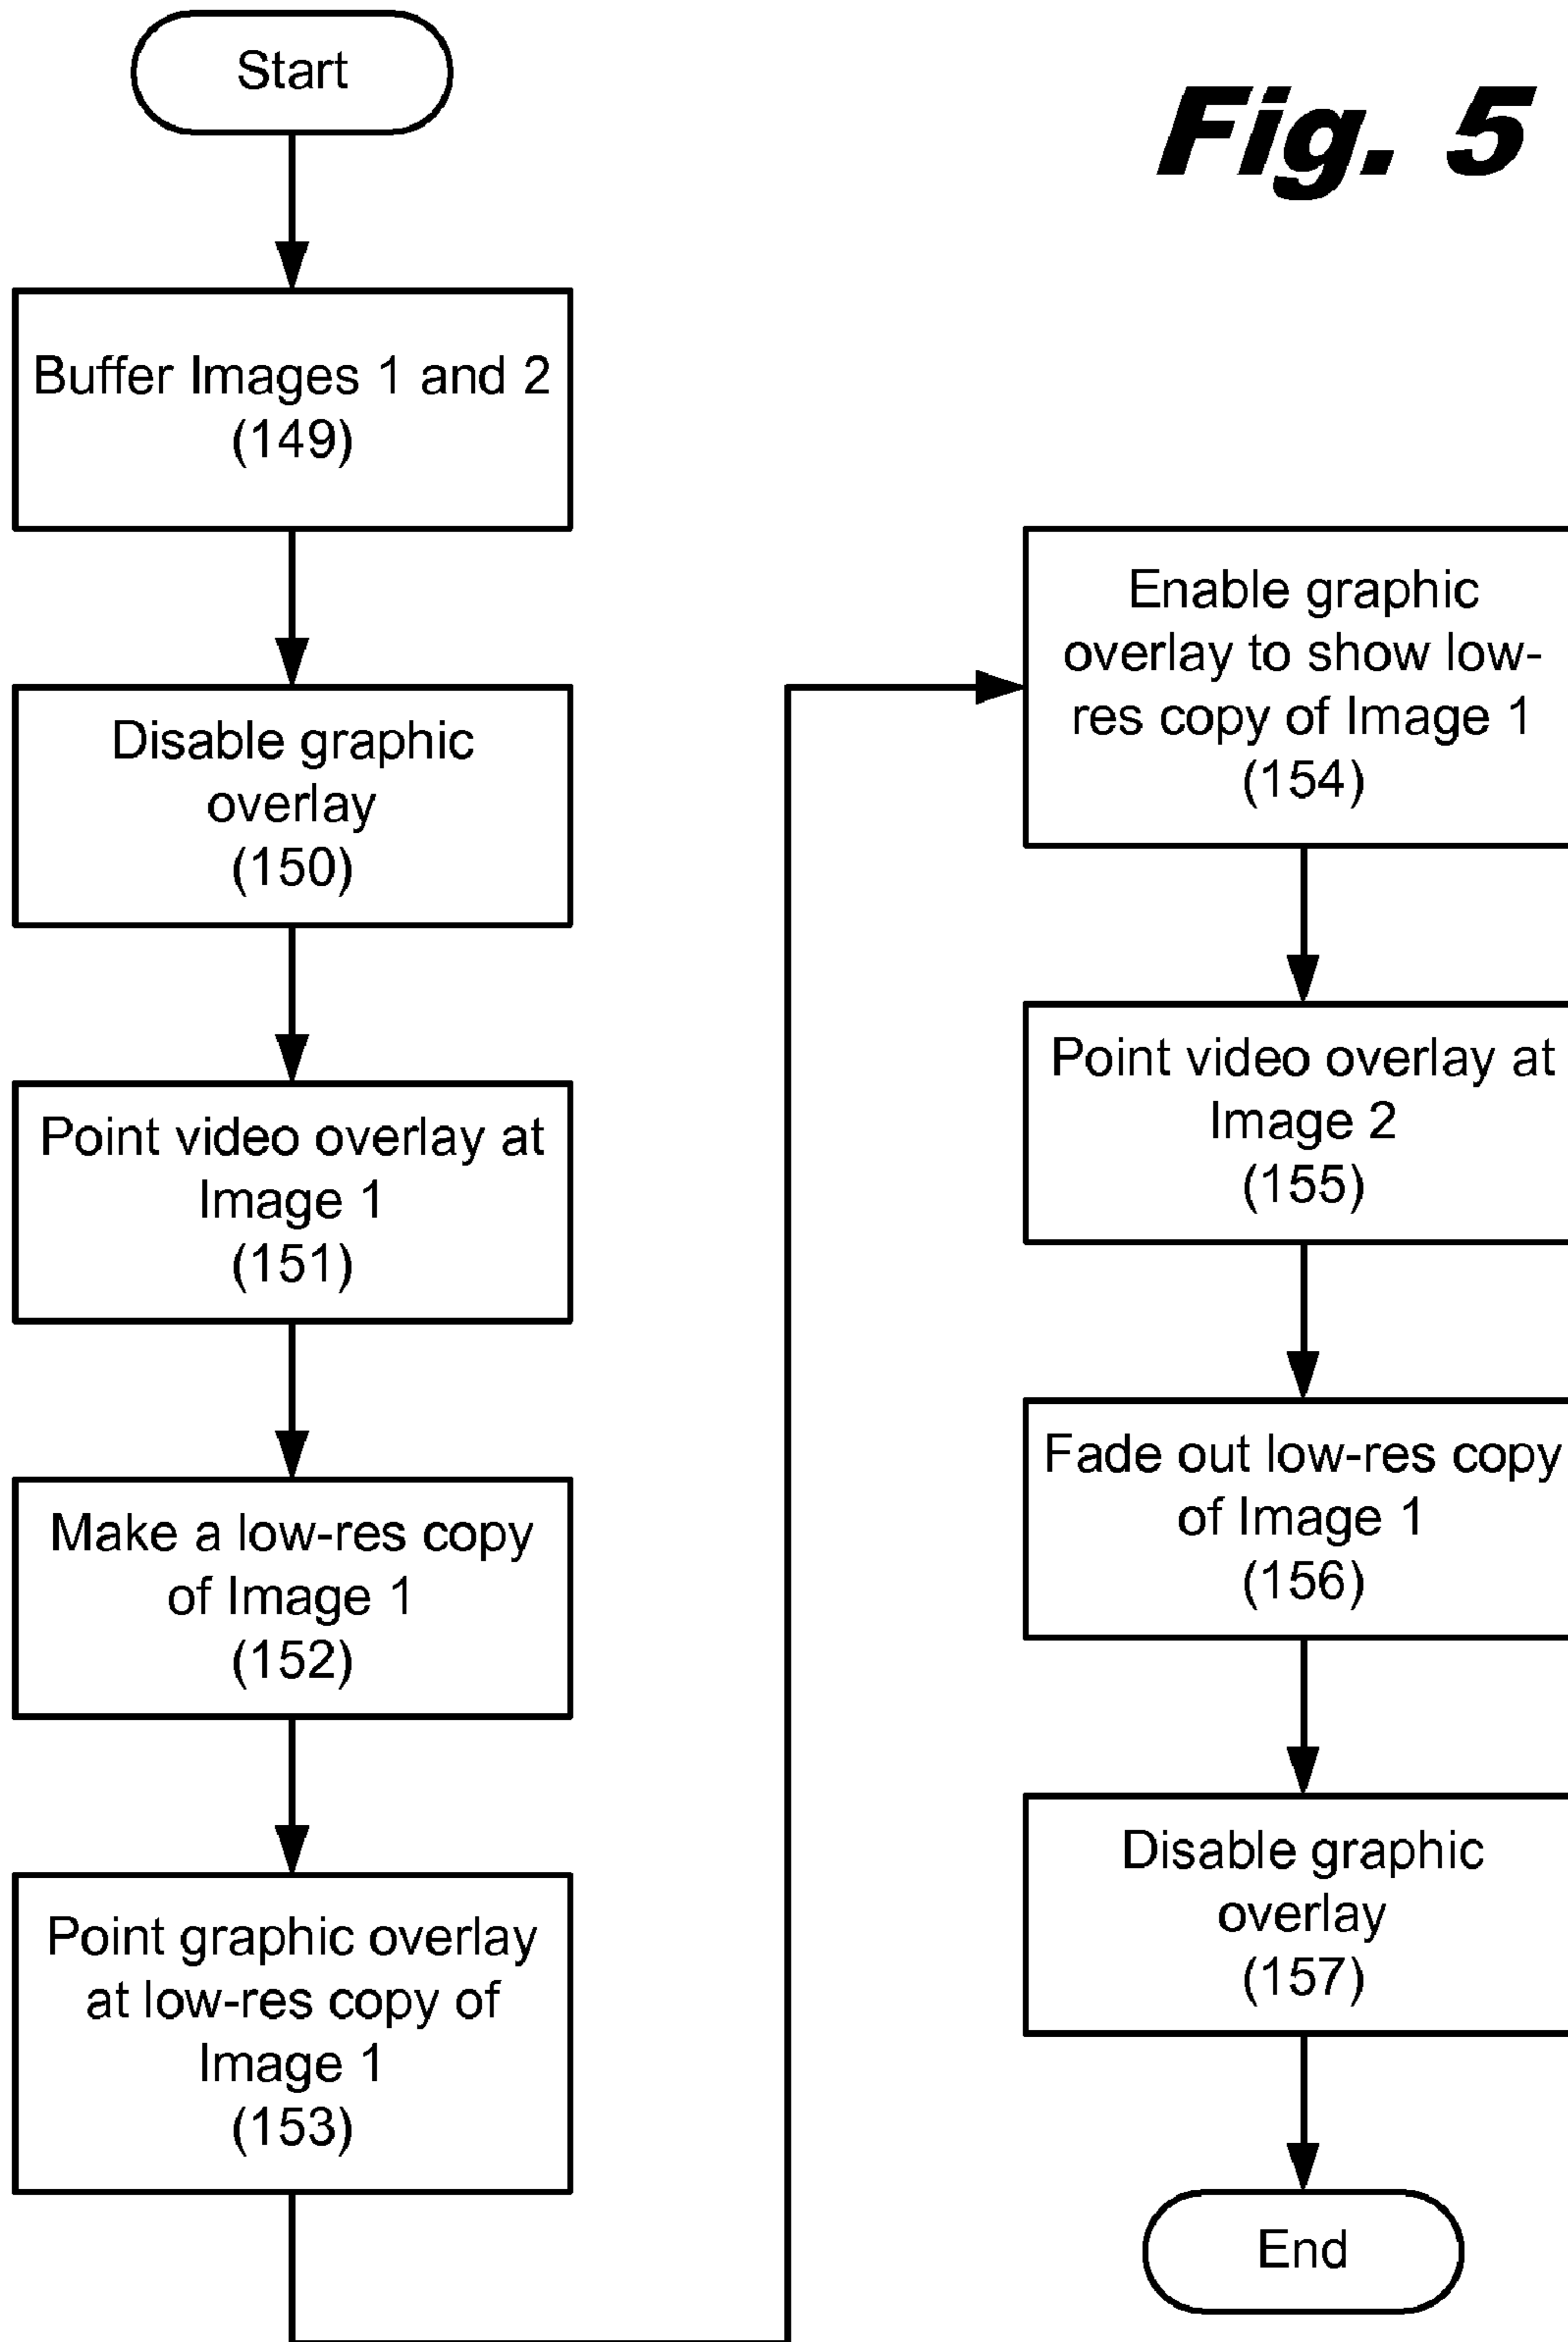 Fig. 5
Start
Buffer Images 1 and 2
(149)
Disable graphic
overlay
(150)
Point video overlay at
Image 1
(151)
Make a low-res copy
of Image 1
(152)
Point graphic overlay
at low-res copy of
Image 1
(153)
Enable graphic
overlay to show low-
res copy of Image 1
(154)
Point video overlay at
Image 2
(155)
Fade out low-res copy
of Image 1
(156)
Disable graphic
overlay
(157)
End